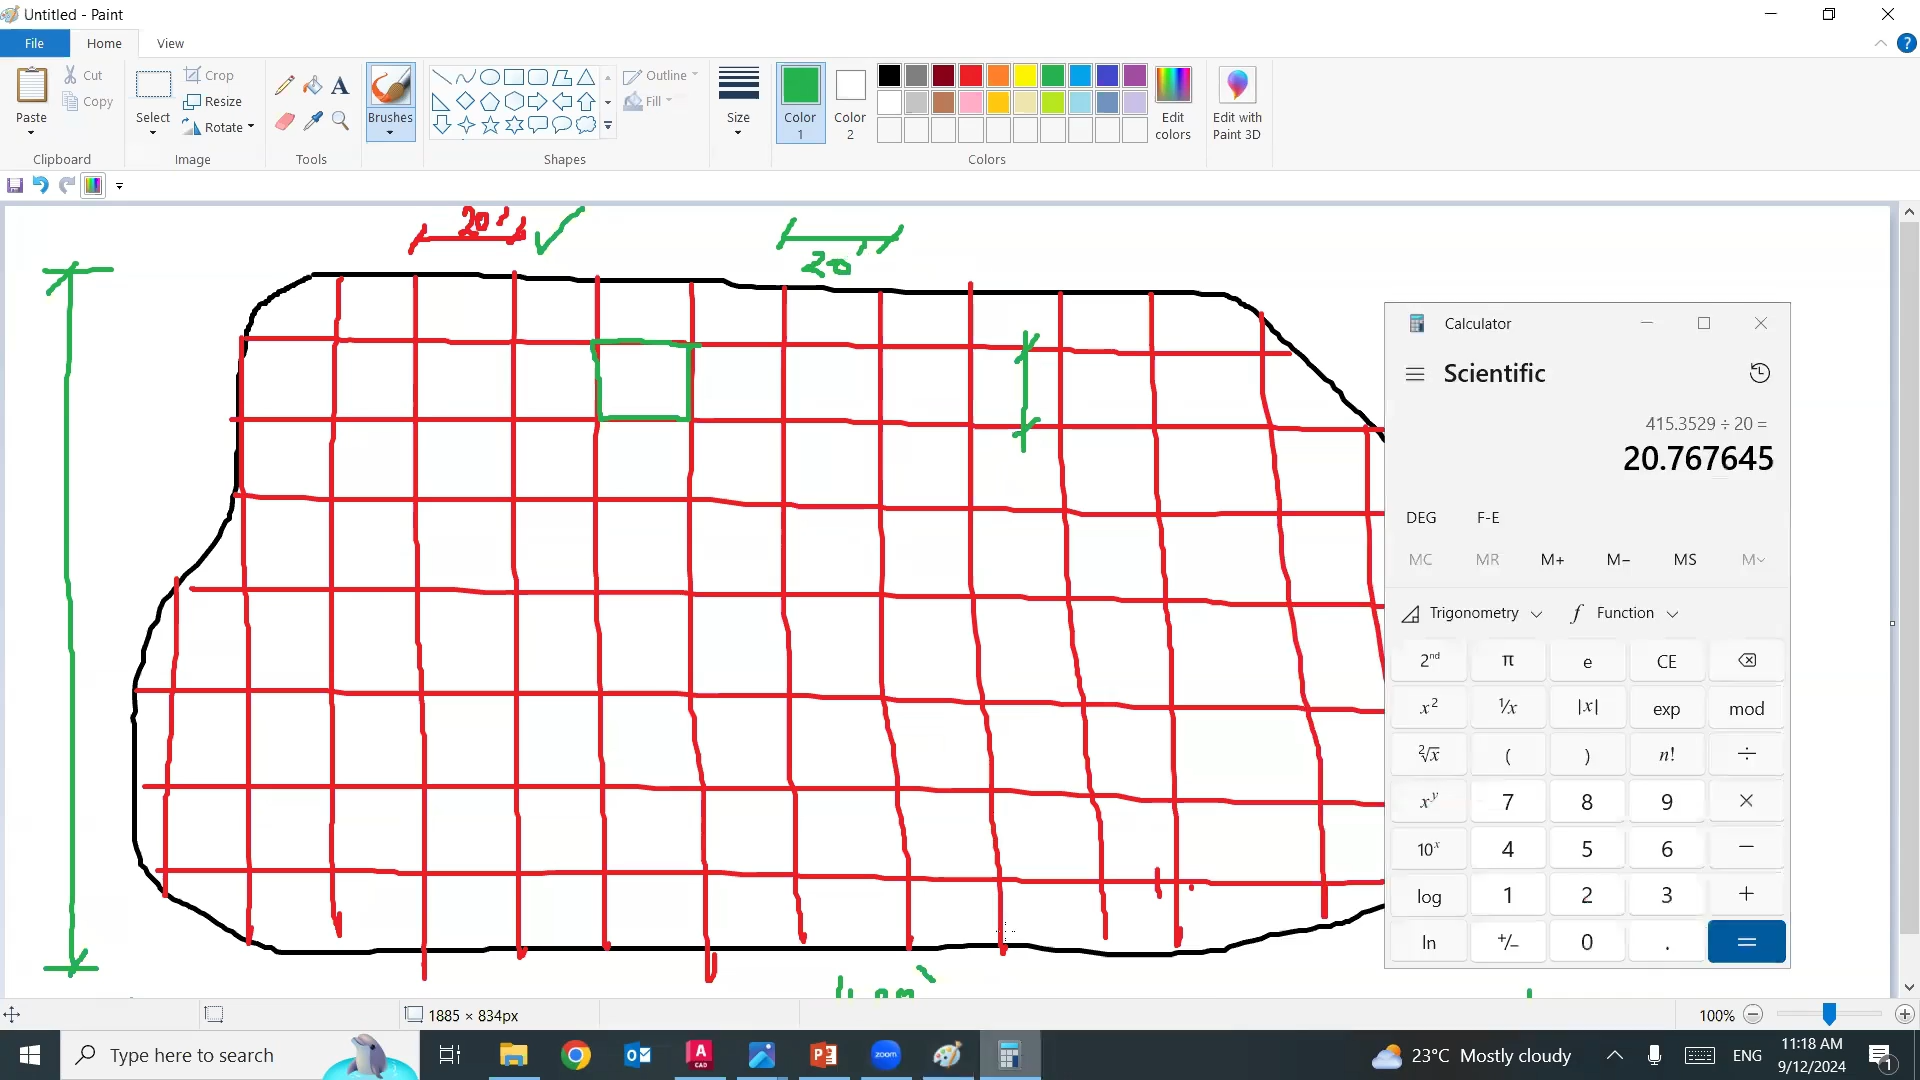 Untitled - Paint
File Home View
Paste
Cut
Copy
Clipboard
Select
Crop
Resize
Rotate
Image
A
Tools
Brushes
Outline
Fill
Shapes
Size
Color 1
Color 2
Edit colors
Colors
Edit with Paint 3D
?
20'
20'
Calculator
Scientific
415.3529 ÷ 20 =
20.767645
DEG F-E
MC MR M+ M− MS M
Trigonometry f Function
2nd π e CE
x² ¹/x |x| exp mod
²√x ( ) n! ÷
xʸ 7 8 9 ×
10ˣ 4 5 6 −
log 1 2 3 +
ln +/− 0 . =
1885 × 834px
100%
Type here to search
A CAD
zoom
23°C Mostly cloudy
ENG
11:18 AM
9/12/2024
1